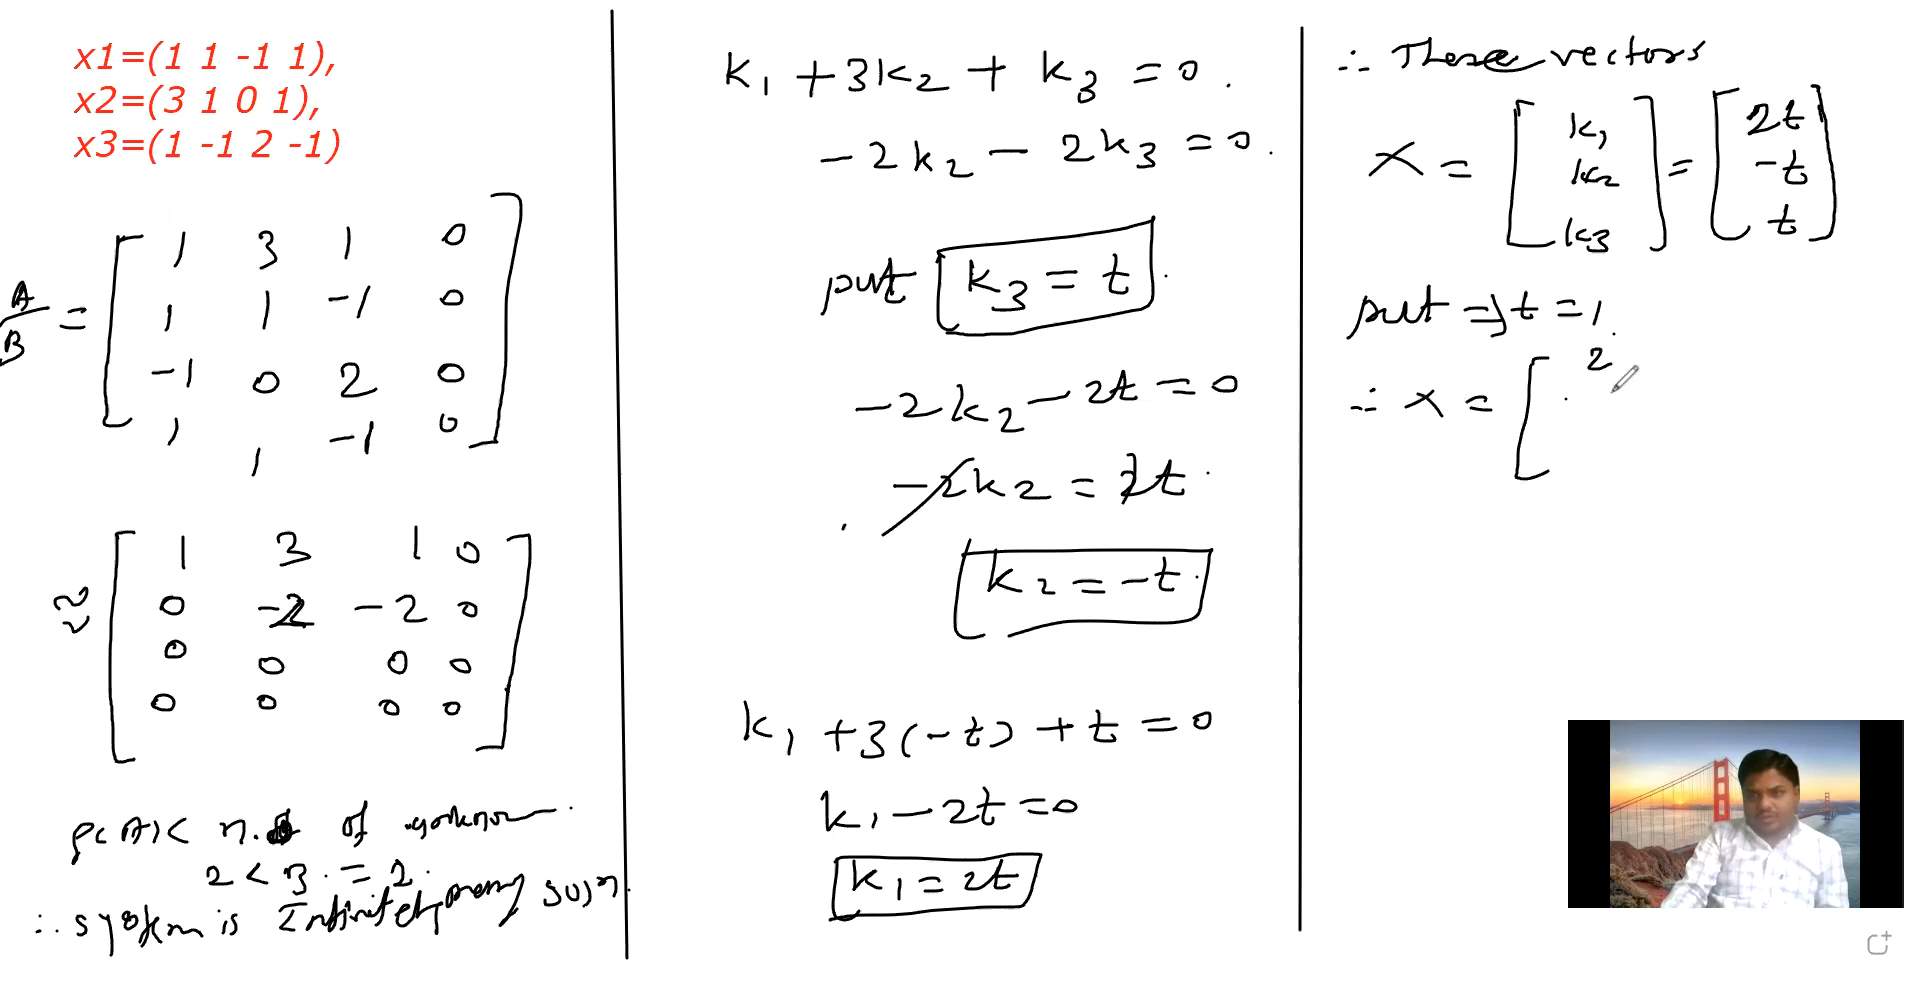 x1=(1 1 -1 1),
x2=(3 1 0 1),
x3=(1 -1 2 -1)
A/B = [ 1 3 1 0
1 1 -1 0
-1 0 2 0
1 1 -1 0 ]
≈ [ 1 3 1 0
0 -2 -2 0
0 0 0 0
0 0 0 0 ]
ρ(A) < n. of
2 < 3 . = 2.
∴ system is Infinitely many
k1 + 3k2 + k3 = 0.
-2k2 - 2k3 = 0.
put k3 = t.
-2k2 - 2t = 0
-2k2 = 2t.
k2 = -t.
k1 + 3(-t) + t = 0
k1 - 2t = 0
k1 = 2t
∴ These vectors
X = [ k1 k2 k3 ] = [ 2t -t t ]
put ⇒ t = 1.
∴ X = [ 2